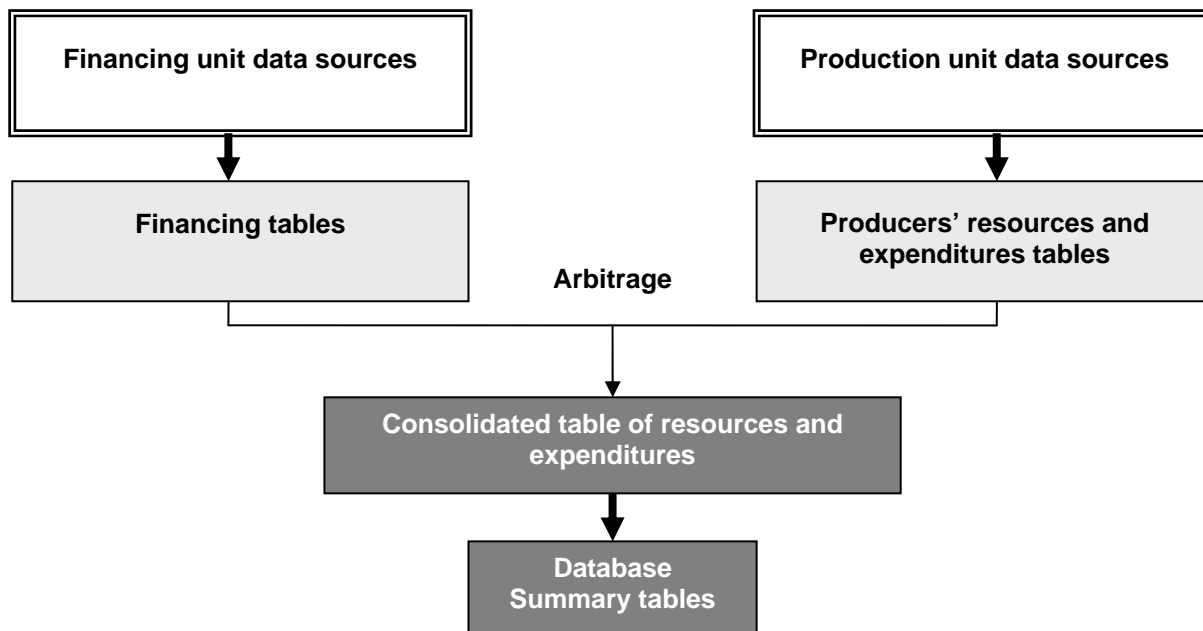 Financing unit data sources
Production unit data sources
Financing tables
Producers’ resources and
expenditures tables
Arbitrage
Consolidated table of resources and
expenditures
Database
Summary tables